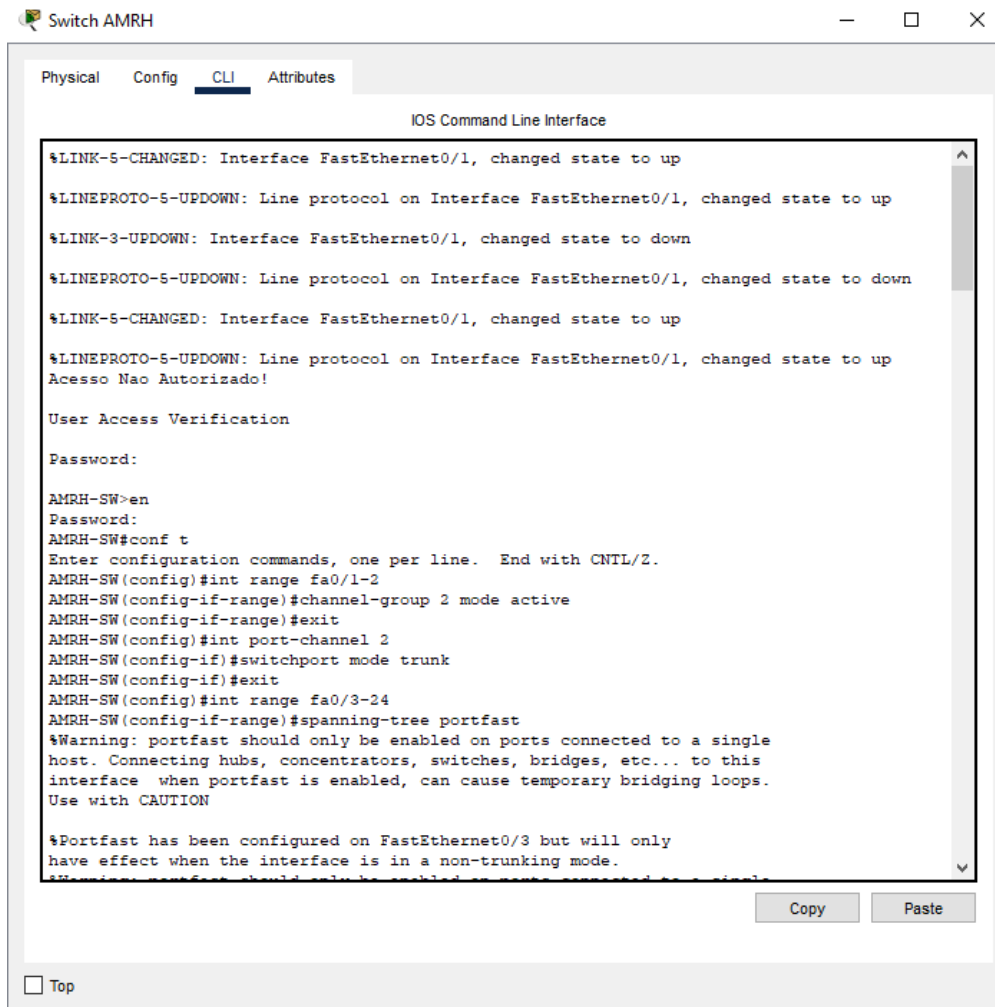 Switch AMRH
Physical Config CLI Attributes
IOS Command Line Interface
%LINK-5-CHANGED: Interface FastEthernet0/1, changed state to up
%LINEPROTO-5-UPDOWN: Line protocol on Interface FastEthernet0/1, changed state to up
%LINK-3-UPDOWN: Interface FastEthernet0/1, changed state to down
%LINEPROTO-5-UPDOWN: Line protocol on Interface FastEthernet0/1, changed state to down
%LINK-5-CHANGED: Interface FastEthernet0/1, changed state to up
%LINEPROTO-5-UPDOWN: Line protocol on Interface FastEthernet0/1, changed state to up
Acesso Nao Autorizado!
User Access Verification
Password:
AMRH-SW>en
Password:
AMRH-SW#conf t
Enter configuration commands, one per line.  End with CNTL/Z.
AMRH-SW(config)#int range fa0/1-2
AMRH-SW(config-if-range)#channel-group 2 mode active
AMRH-SW(config-if-range)#exit
AMRH-SW(config)#int port-channel 2
AMRH-SW(config-if)#switchport mode trunk
AMRH-SW(config-if)#exit
AMRH-SW(config)#int range fa0/3-24
AMRH-SW(config-if-range)#spanning-tree portfast
%Warning: portfast should only be enabled on ports connected to a single
host. Connecting hubs, concentrators, switches, bridges, etc... to this
interface  when portfast is enabled, can cause temporary bridging loops.
Use with CAUTION
%Portfast has been configured on FastEthernet0/3 but will only
have effect when the interface is in a non-trunking mode.
%Warning: portfast should only be enabled on ports connected to a single
Copy Paste
Top